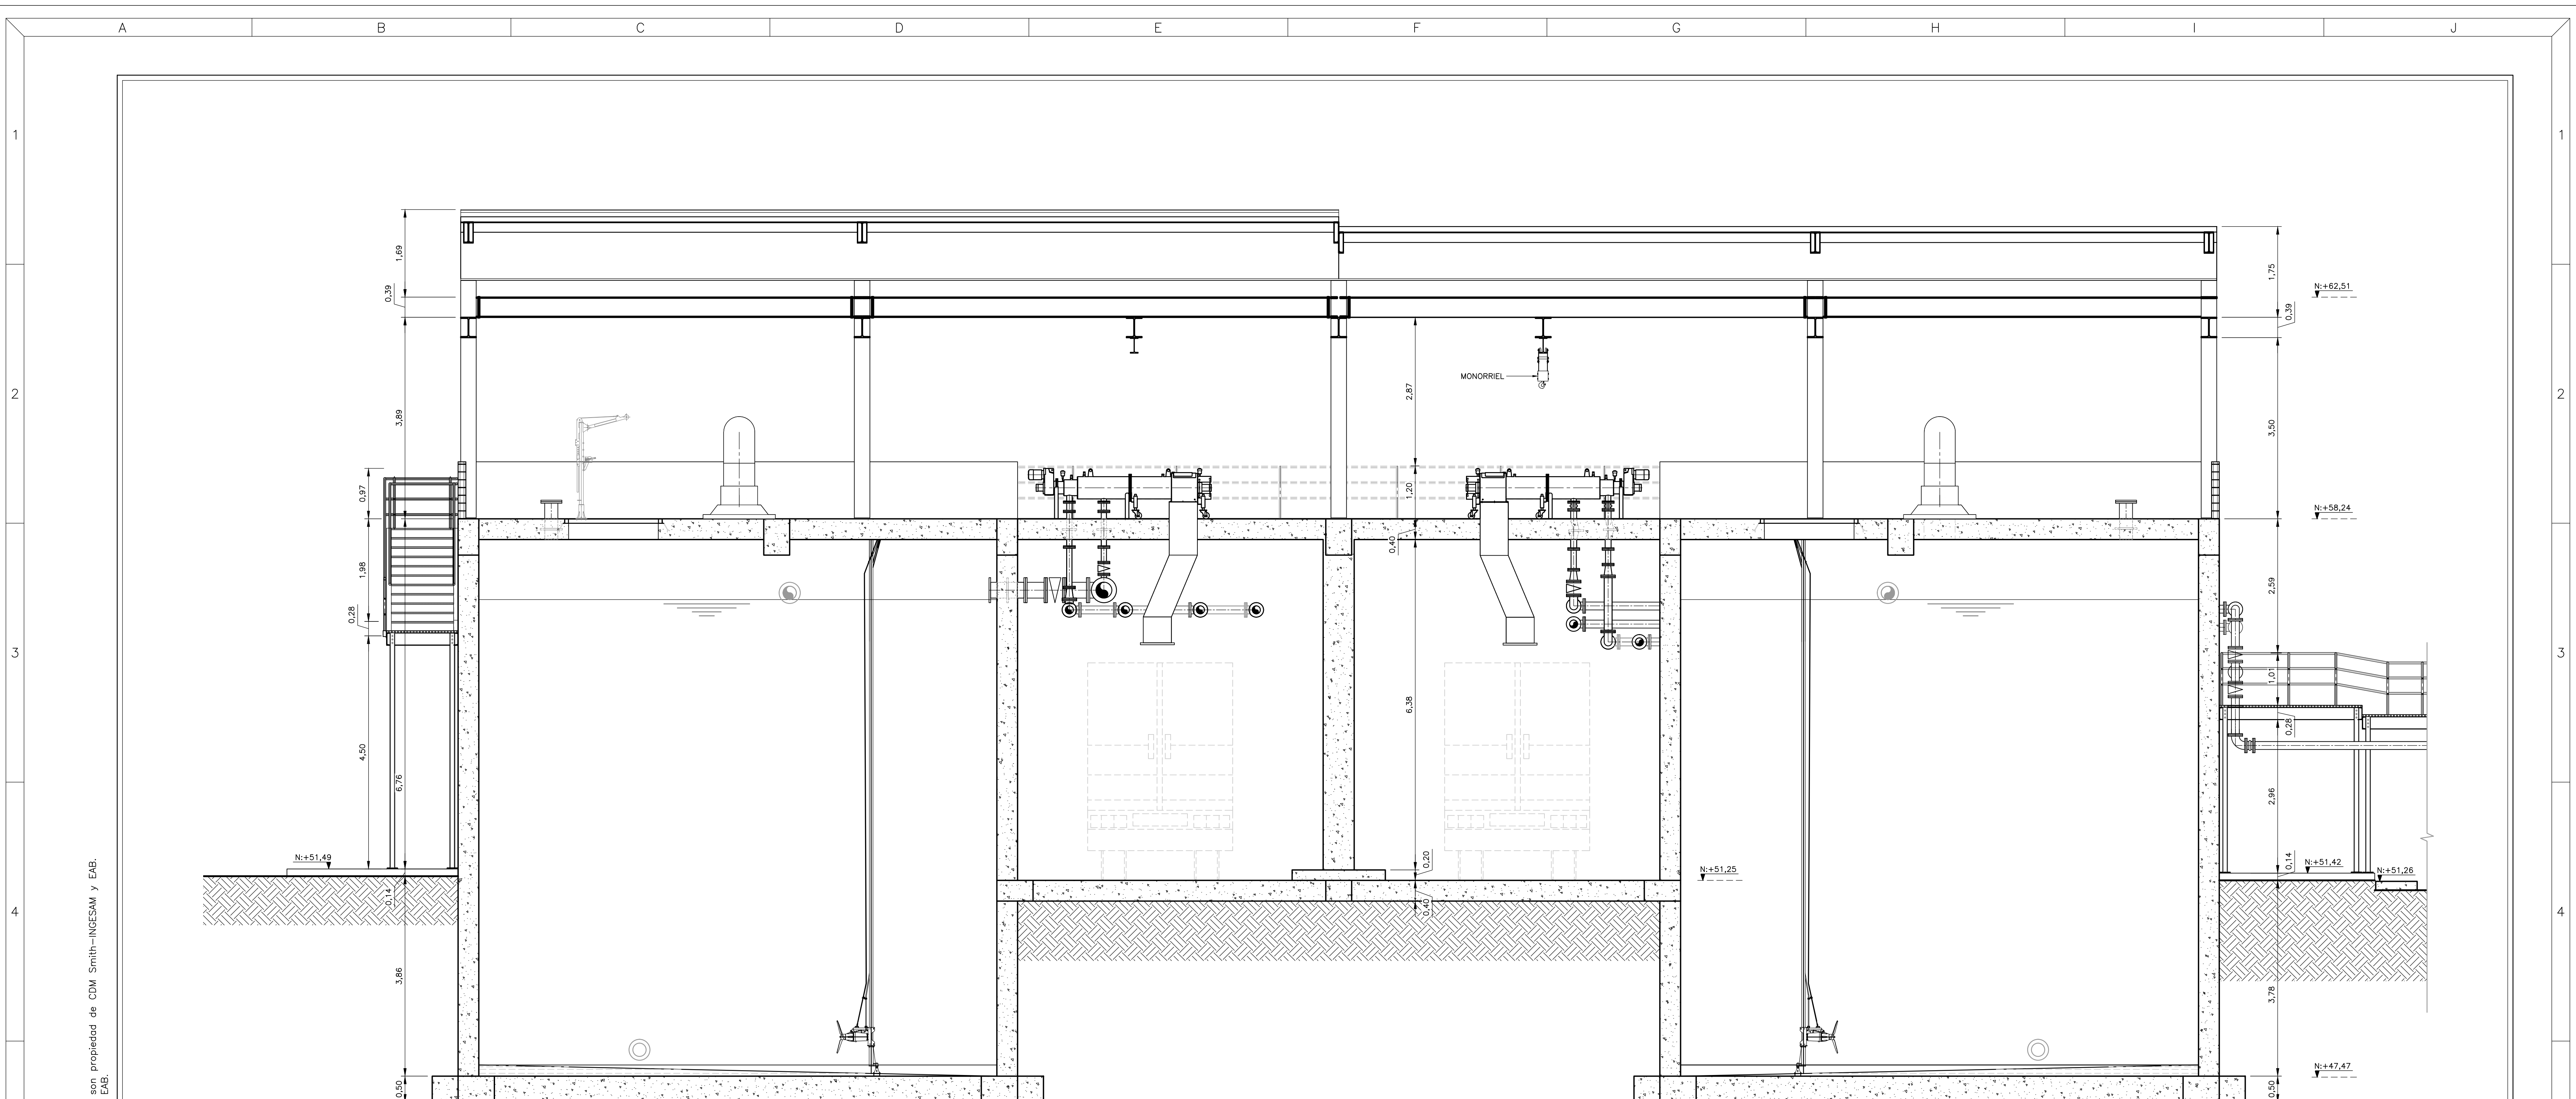 A B C D E F G H I J
1 1
1,69
1,75
0,39
N:+62,51
0,39
2 2
MONORRIEL
2,87
3,89
3,50
0,97
1,20
N:+58,24
0,40
1,98
2,59
0,28
3 3
1,01
6,38
0,28
4,50
6,76
2,96
N:+51,49
0,20
0,14
N:+51,42
N:+51,25
N:+51,26
0,14
0,40
4 4
3,86
3,78
N:+47,47
0,50
0,50
son propiedad de CDM Smith-INGESAM y EAB.
EAB.